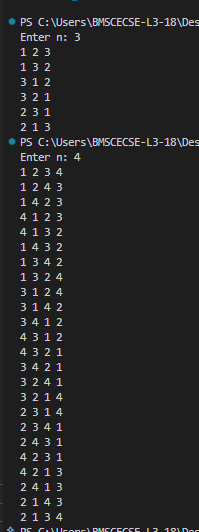 PS C:\Users\BMSCECSE-L3-18\Des
Enter n: 3
1 2 3
1 3 2
3 1 2
3 2 1
2 3 1
2 1 3
PS C:\Users\BMSCECSE-L3-18\Des
Enter n: 4
1 2 3 4
1 2 4 3
1 4 2 3
4 1 2 3
4 1 3 2
1 4 3 2
1 3 4 2
1 3 2 4
3 1 2 4
3 1 4 2
3 4 1 2
4 3 1 2
4 3 2 1
3 4 2 1
3 2 4 1
3 2 1 4
2 3 1 4
2 3 4 1
2 4 3 1
4 2 3 1
4 2 1 3
2 4 1 3
2 1 4 3
2 1 3 4
PS C:\Users\BMSCECSE-L3-18\Des